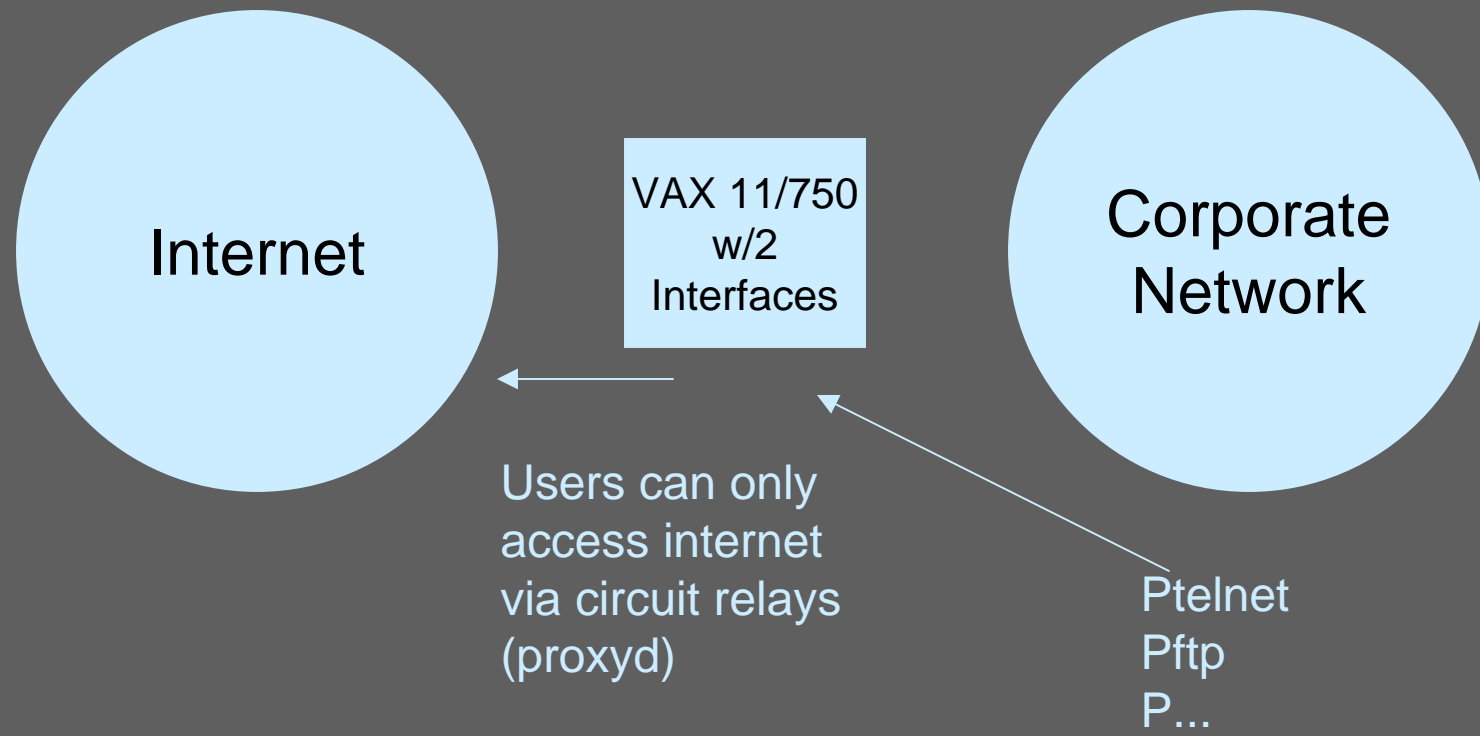 Internet
VAX 11/750
w/2
Interfaces
Corporate
Network
Users can only
access internet
via circuit relays
(proxyd)
Ptelnet
Pftp
P...